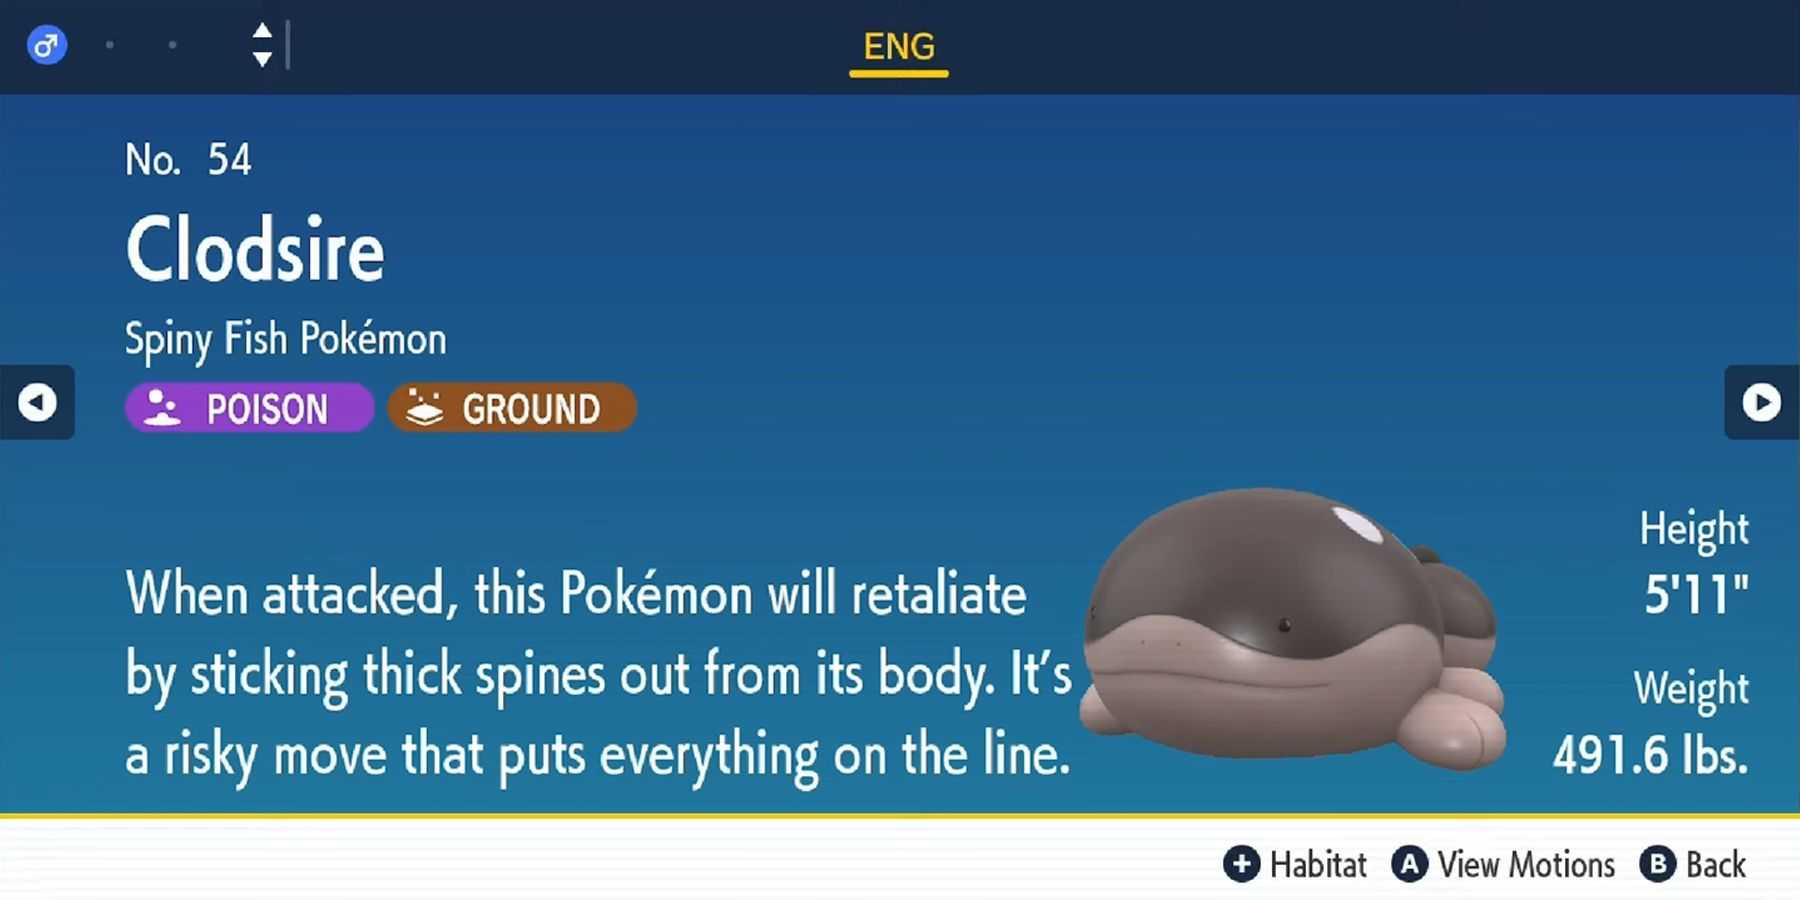 ENG
No. 54
Clodsire
Spiny Fish Pokémon
POISON GROUND
When attacked, this Pokémon will retaliate
by sticking thick spines out from its body. It's
a risky move that puts everything on the line.
Height
5'11"
Weight
491.6 lbs.
+ Habitat A View Motions B Back